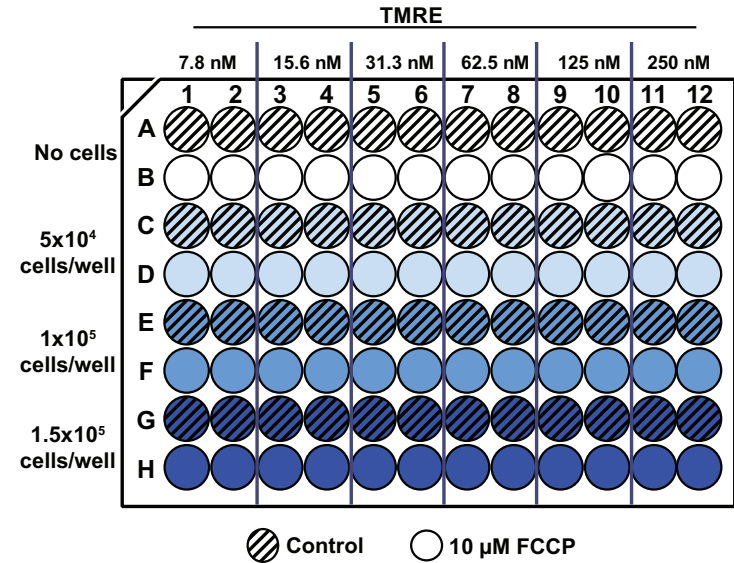 TMRE
7.8 nM 15.6 nM 31.3 nM 62.5 nM 125 nM 250 nM
1 2 3 4 5 6 7 8 9 10 11 12
A
No cells
B
C
5x10⁴
cells/well
D
E
1x10⁵
cells/well
F
G
1.5x10⁵
cells/well
H
Control 10 µM FCCP